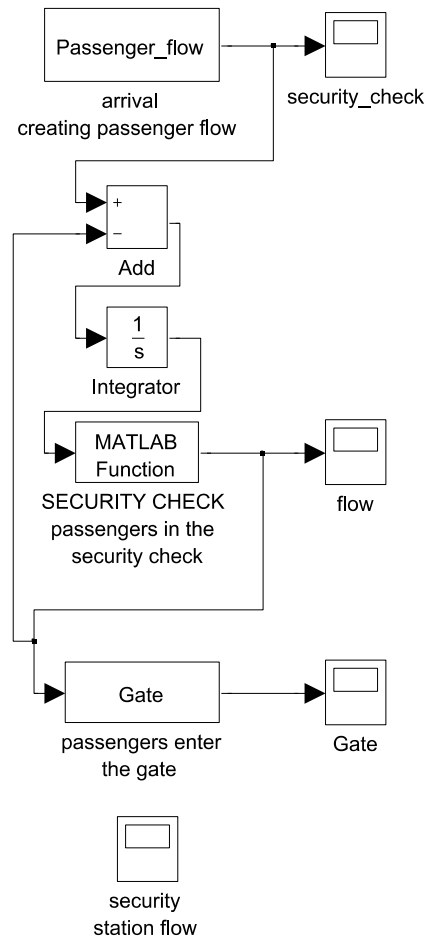 Passenger_flow
arrival
creating passenger flow
security_check
+
−
Add
1
s
Integrator
MATLAB
Function
SECURITY CHECK
passengers in the
security check
flow
Gate
passengers enter
the gate
Gate
security
station flow